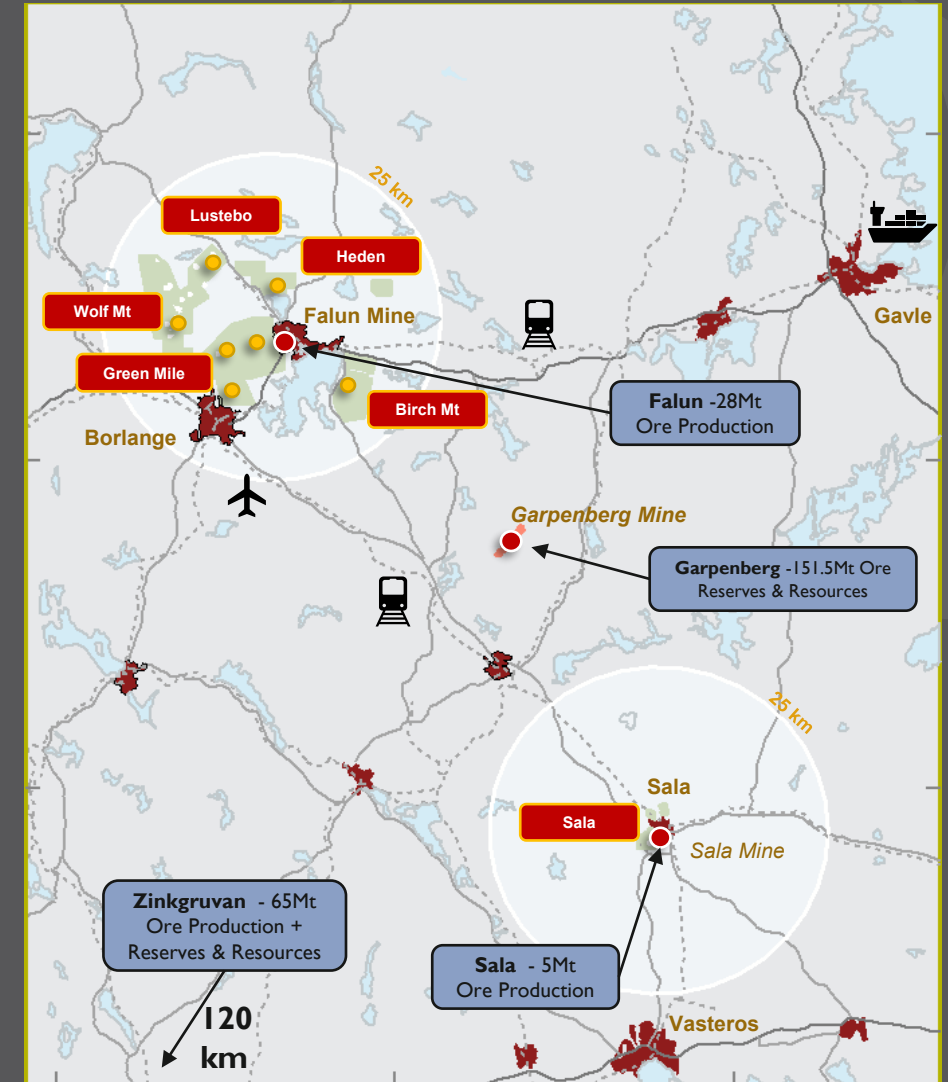 25 km
Lustebo
Heden
Wolf Mt
Falun Mine
Gavle
Green Mile
Falun -28Mt
Ore Production
Birch Mt
Borlange
Garpenberg Mine
Garpenberg -151.5Mt Ore
Reserves & Resources
25 km
Sala
Sala
Sala Mine
Zinkgruvan - 65Mt
Ore Production +
Reserves & Resources
Sala - 5Mt
Ore Production
120
km
Vasteros